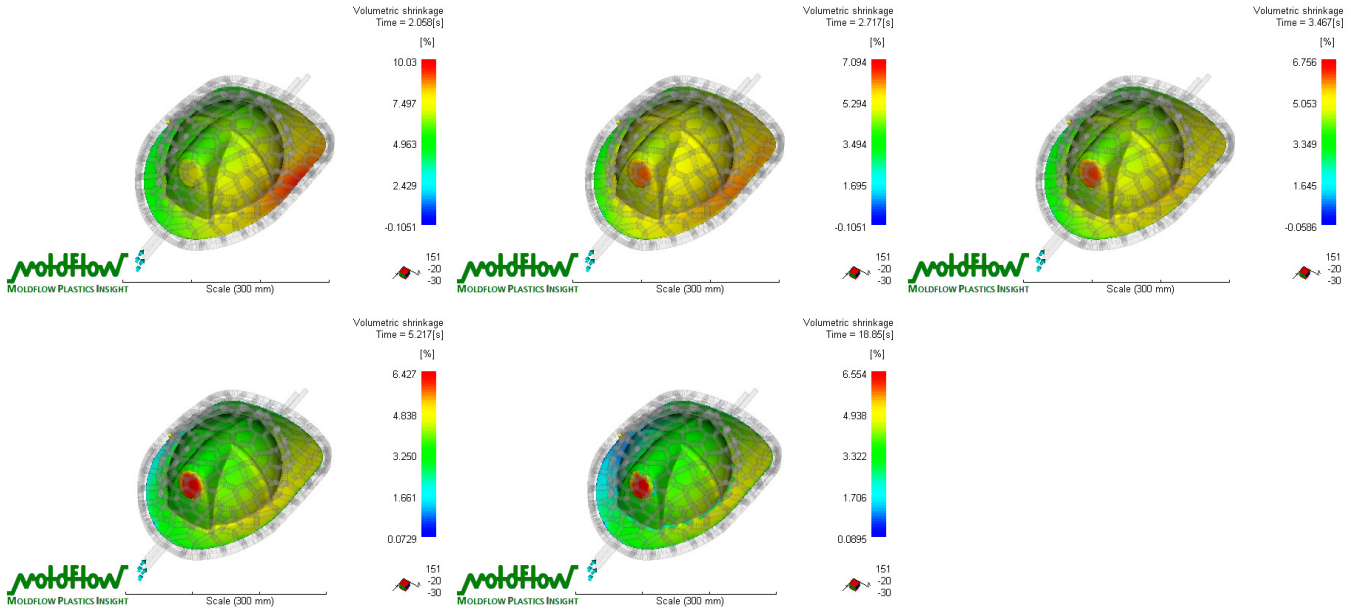 Volumetric shrinkage
Time = 2.058[s]
[%]
10.03
7.497
4.963
2.429
-0.1051
151
-20
-30
Scale (300 mm)
moldflow
MOLDFLOW PLASTICS INSIGHT
Volumetric shrinkage
Time = 2.717[s]
[%]
7.094
5.294
3.494
1.695
-0.1051
151
-20
-30
Scale (300 mm)
moldflow
MOLDFLOW PLASTICS INSIGHT
Volumetric shrinkage
Time = 3.467[s]
[%]
6.756
5.053
3.349
1.645
-0.0586
151
-20
-30
Scale (300 mm)
moldflow
MOLDFLOW PLASTICS INSIGHT
Volumetric shrinkage
Time = 5.217[s]
[%]
6.427
4.838
3.250
1.661
0.0729
151
-20
-30
Scale (300 mm)
moldflow
MOLDFLOW PLASTICS INSIGHT
Volumetric shrinkage
Time = 18.85[s]
[%]
6.554
4.938
3.322
1.706
0.0895
151
-20
-30
Scale (300 mm)
moldflow
MOLDFLOW PLASTICS INSIGHT